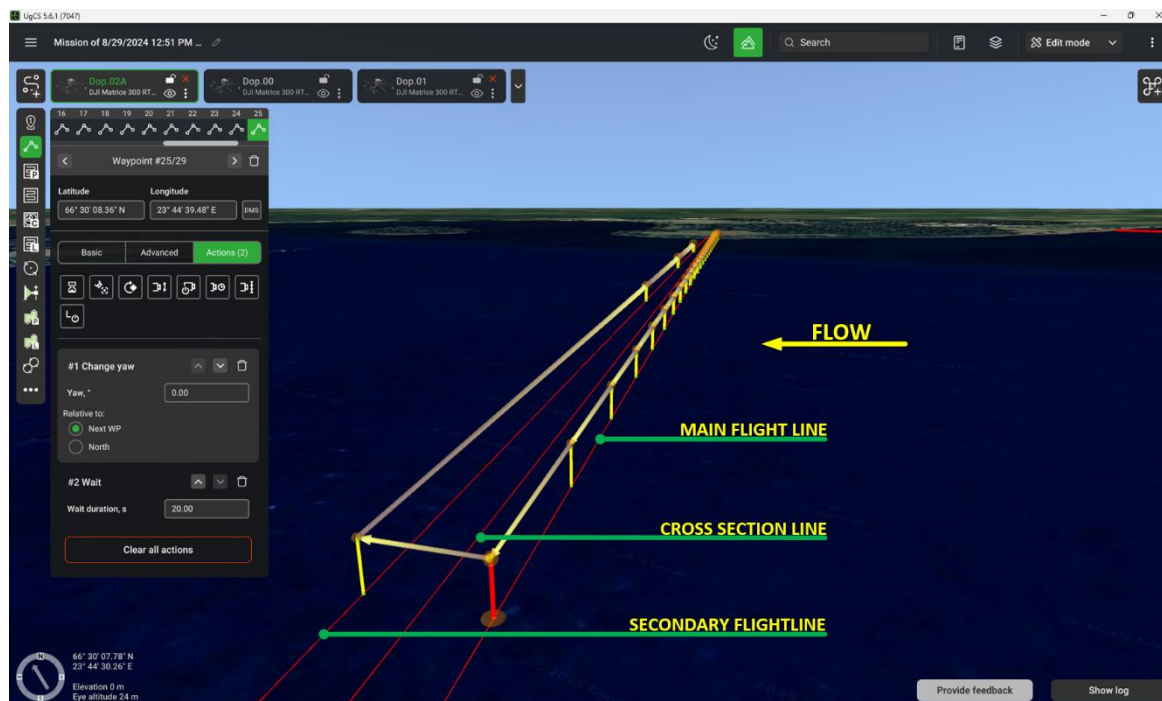 UgCS 5.6.1 (7047)
Mission of 8/29/2024 12:51 PM ...
Search
Edit mode
Dop.02A
DJI Matrice 300 RT...
Dop.00
DJI Matrice 300 RT...
Dop.01
DJI Matrice 300 RT...
16 17 18 19 20 21 22 23 24 25
Waypoint #25/29
Latitude Longitude
66° 30' 08.36" N 23° 44' 39.48" E DMS
Basic Advanced Actions (2)
#1 Change yaw
Yaw, ° 0.00
Relative to:
Next WP
North
#2 Wait
Wait duration, s 20.00
Clear all actions
FLOW
MAIN FLIGHT LINE
CROSS SECTION LINE
SECONDARY FLIGHTLINE
N
66° 30' 07.78" N
23° 44' 30.26" E
Elevation 0 m
Eye altitude 24 m
Provide feedback Show log